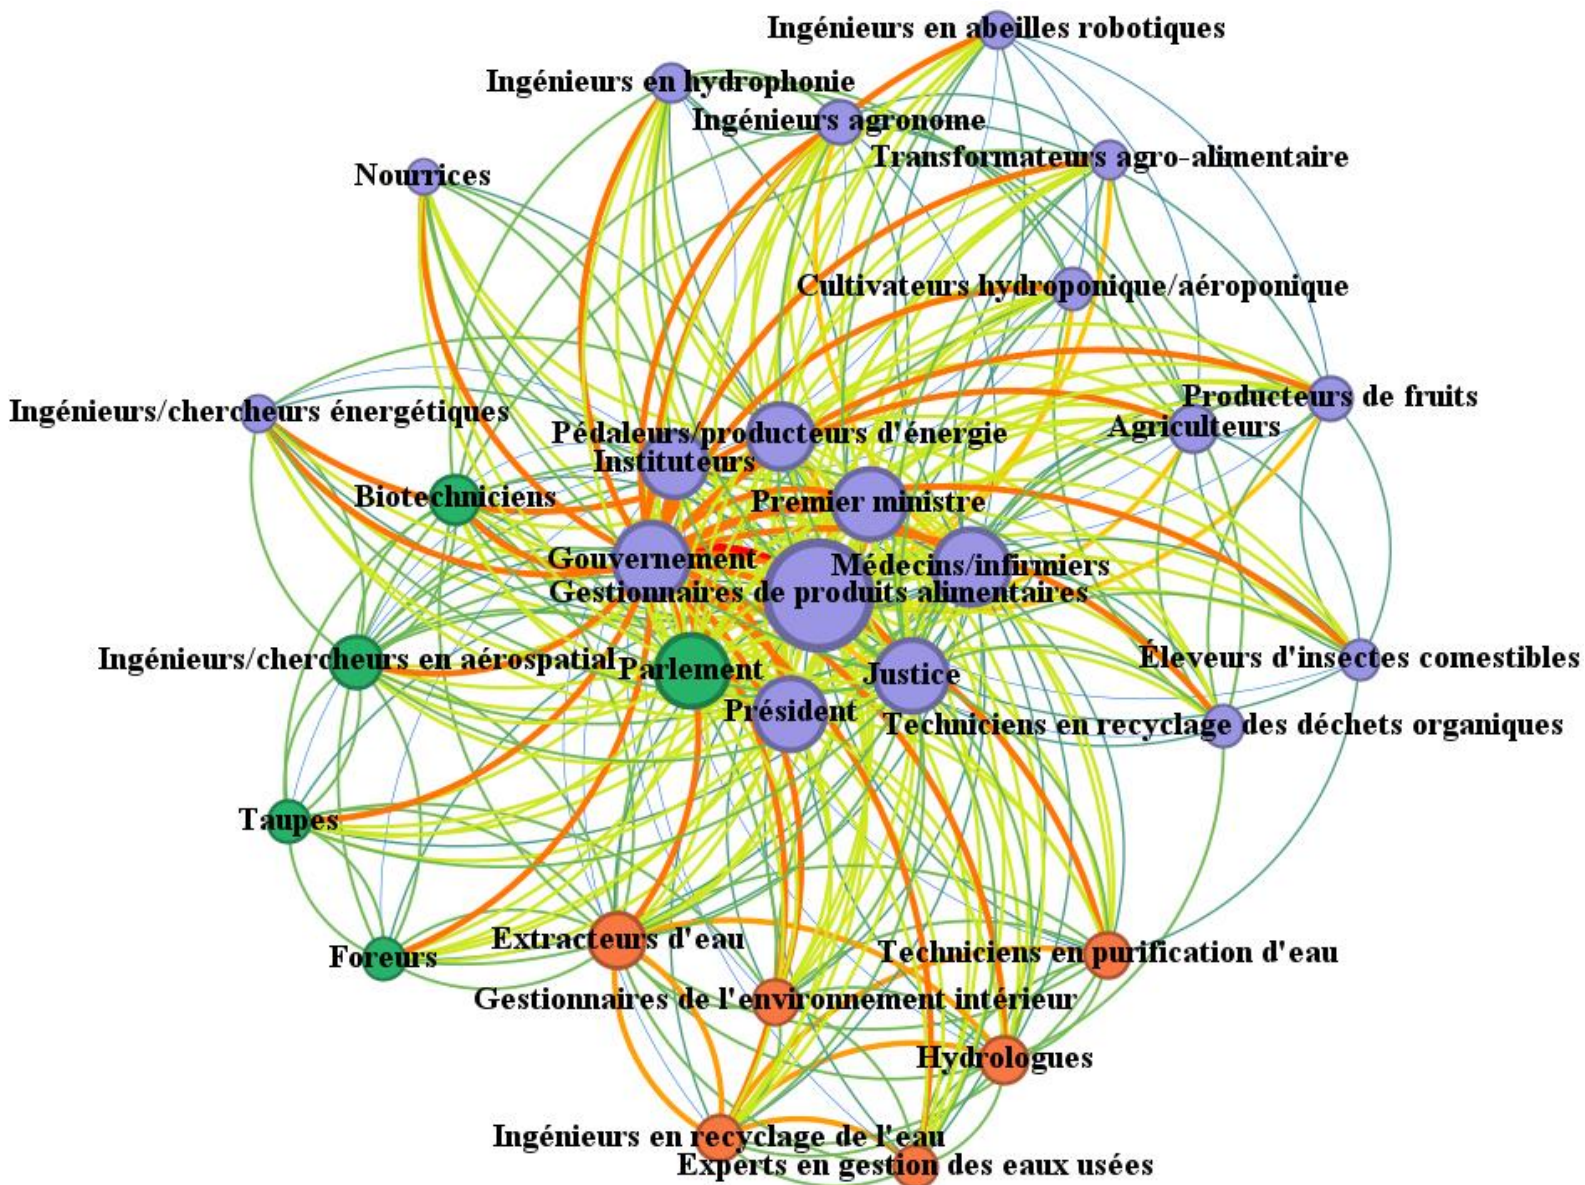 Ingénieurs en abeilles robotiques
Ingénieurs en hydrophonie
Ingénieurs agronome
Transformateurs agro-alimentaire
Nourrices
Cultivateurs hydroponique/aéroponique
Producteurs de fruits
Ingénieurs/chercheurs énergétiques
Agriculteurs
Pédaleurs/producteurs d'énergie
Instituteurs
Biotechniciens
Premier ministre
Gouvernement
Médecins/infirmiers
Gestionnaires de produits alimentaires
Ingénieurs/chercheurs en aérospatial
Éleveurs d'insectes comestibles
Parlement
Justice
Président
Techniciens en recyclage des déchets organiques
Taupes
Extracteurs d'eau
Techniciens en purification d'eau
Foreurs
Gestionnaires de l'environnement intérieur
Hydrologues
Ingénieurs en recyclage de l'eau
Experts en gestion des eaux usées